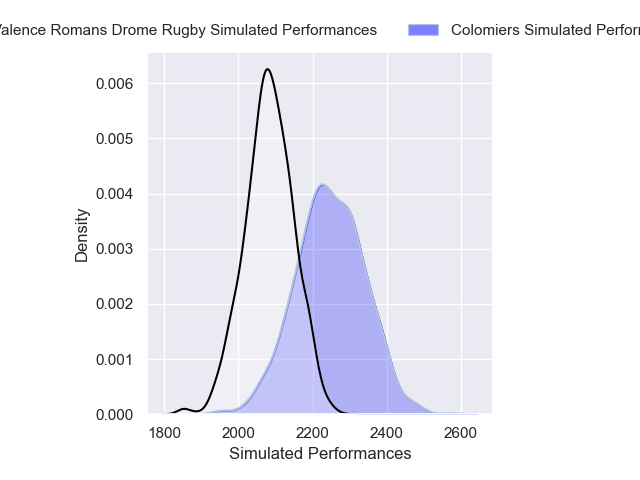 Valence Romans Drome Rugby Simulated Performances
Colomiers Simulated
0.006
0.005
0.004
0.003
0.002
0.001
0.000
Density
1800 2000 2200 2400 2600
Simulated Performances